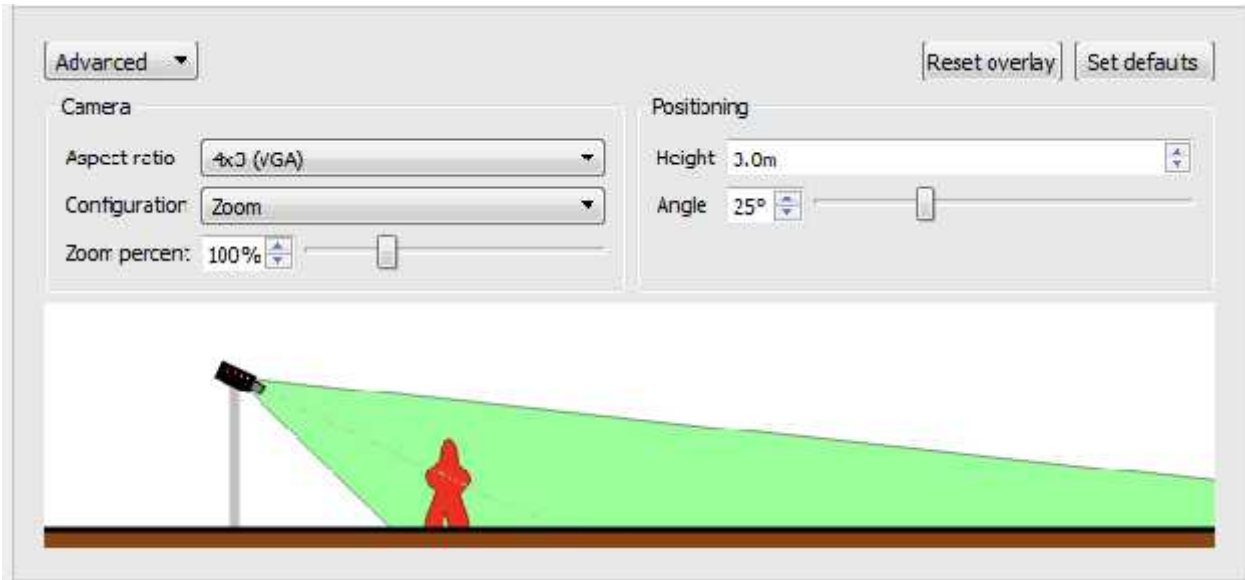 Advanced
Reset overlay
Set defauts
Camera
Aspect ratio 4x3 (VGA)
Configuration Zoom
Zoom percent 100%
Positioning
Height 3.0m
Angle 25°